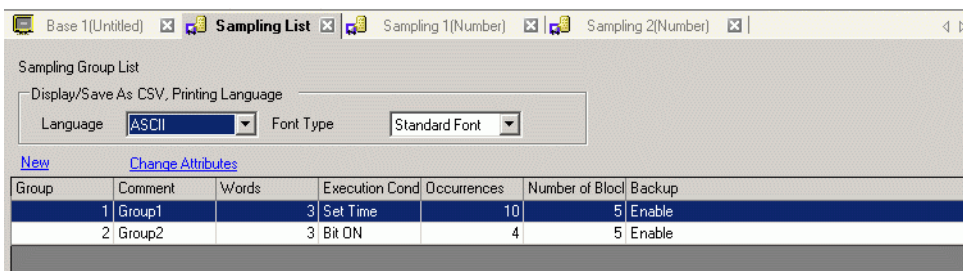 Base 1(Untitled) Sampling List Sampling 1(Number) Sampling 2(Number)
Sampling Group List
Display/Save As CSV, Printing Language
Language ASCII Font Type Standard Font
New Change Attributes
Group Comment Words Execution Cond Occurrences Number of Blocl Backup
1 Group1 3 Set Time 10 5 Enable
2 Group2 3 Bit ON 4 5 Enable